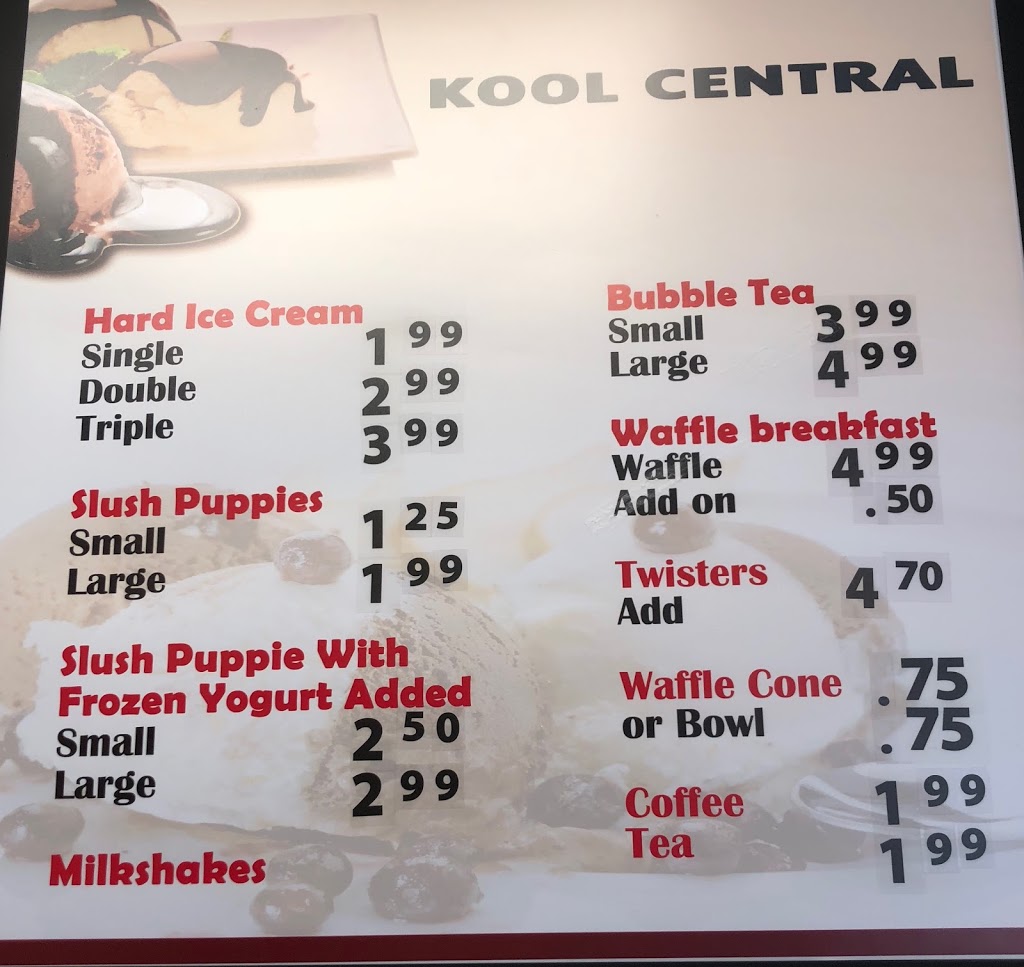 KOOL CENTRAL
Hard Ice Cream
Single 1 99
Double 2 99
Triple 3 99
Slush Puppies
Small 1 25
Large 1 99
Slush Puppie With
Frozen Yogurt Added
Small 2 50
Large 2 99
Milkshakes
Bubble Tea
Small 3 99
Large 4 99
Waffle breakfast
Waffle 4 99
Add on .50
Twisters 4 70
Add
Waffle Cone .75
or Bowl .75
Coffee 1 99
Tea 1 99